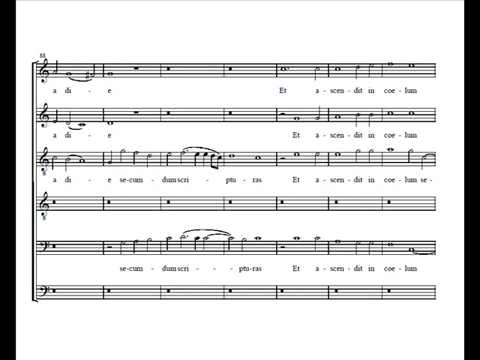 88
a di - e Et a - scen - dit in coe - lum
a di - e Et a - scen - dit in coe - lum
8
a di - e se - cum - dum scri - ptu - ras Et a - scen - dit in coe - lum se -
8
se - cum - dum scri - - ptu - ras Et a - scen - dit in coe - lum